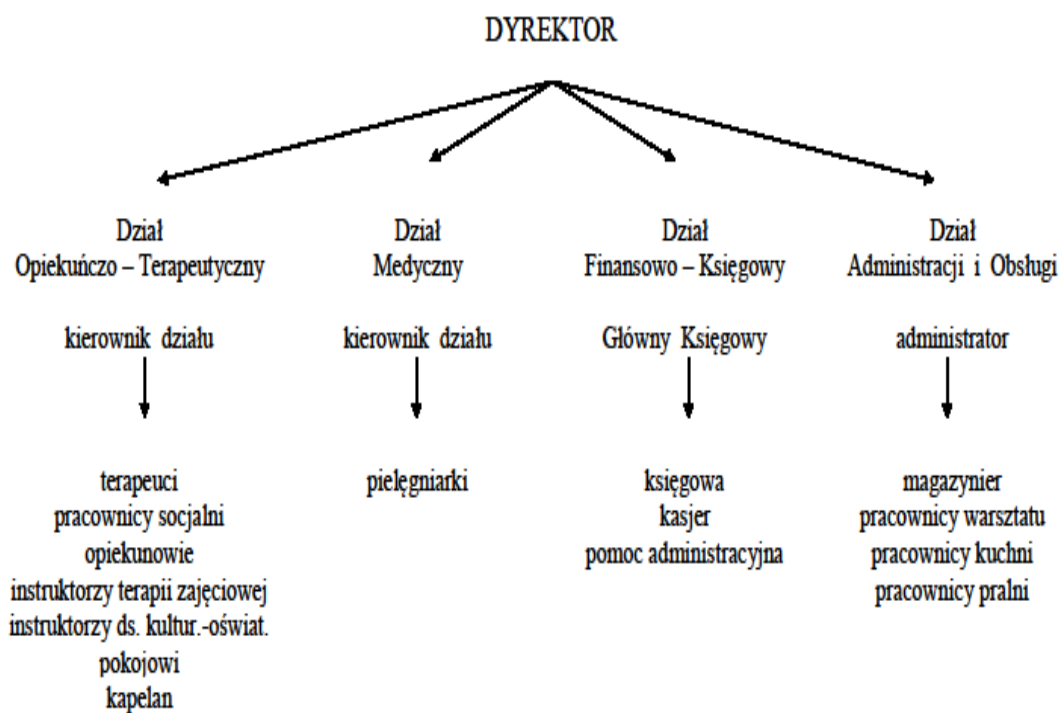 DYREKTOR
Dział
Opiekuńczo – Terapeutyczny
kierownik działu
terapeuci
pracownicy socjalni
opiekunowie
instruktorzy terapii zajęciowej
instruktorzy ds. kultur.-oświat.
pokojowi
kapelan
Dział
Medyczny
kierownik działu
pielęgniarki
Dział
Finansowo – Księgowy
Główny Księgowy
księgowa
kasjer
pomoc administracyjna
Dział
Administracji i Obsługi
administrator
magazynier
pracownicy warsztatu
pracownicy kuchni
pracownicy pralni